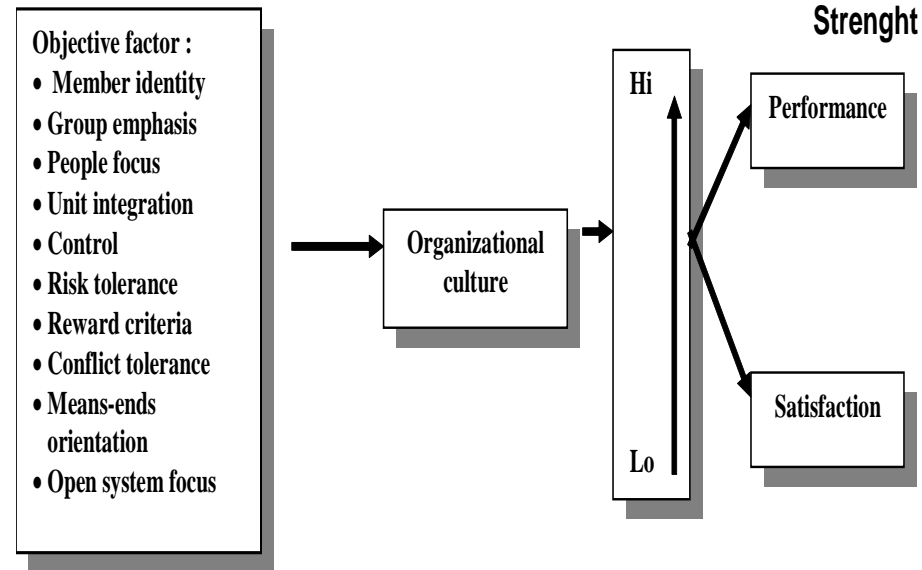 Strenght
Objective factor :
• Member identity
• Group emphasis
• People focus
• Unit integration
• Control
• Risk tolerance
• Reward criteria
• Conflict tolerance
• Means-ends
orientation
• Open system focus
Organizational
culture
Hi
Lo
Performance
Satisfaction